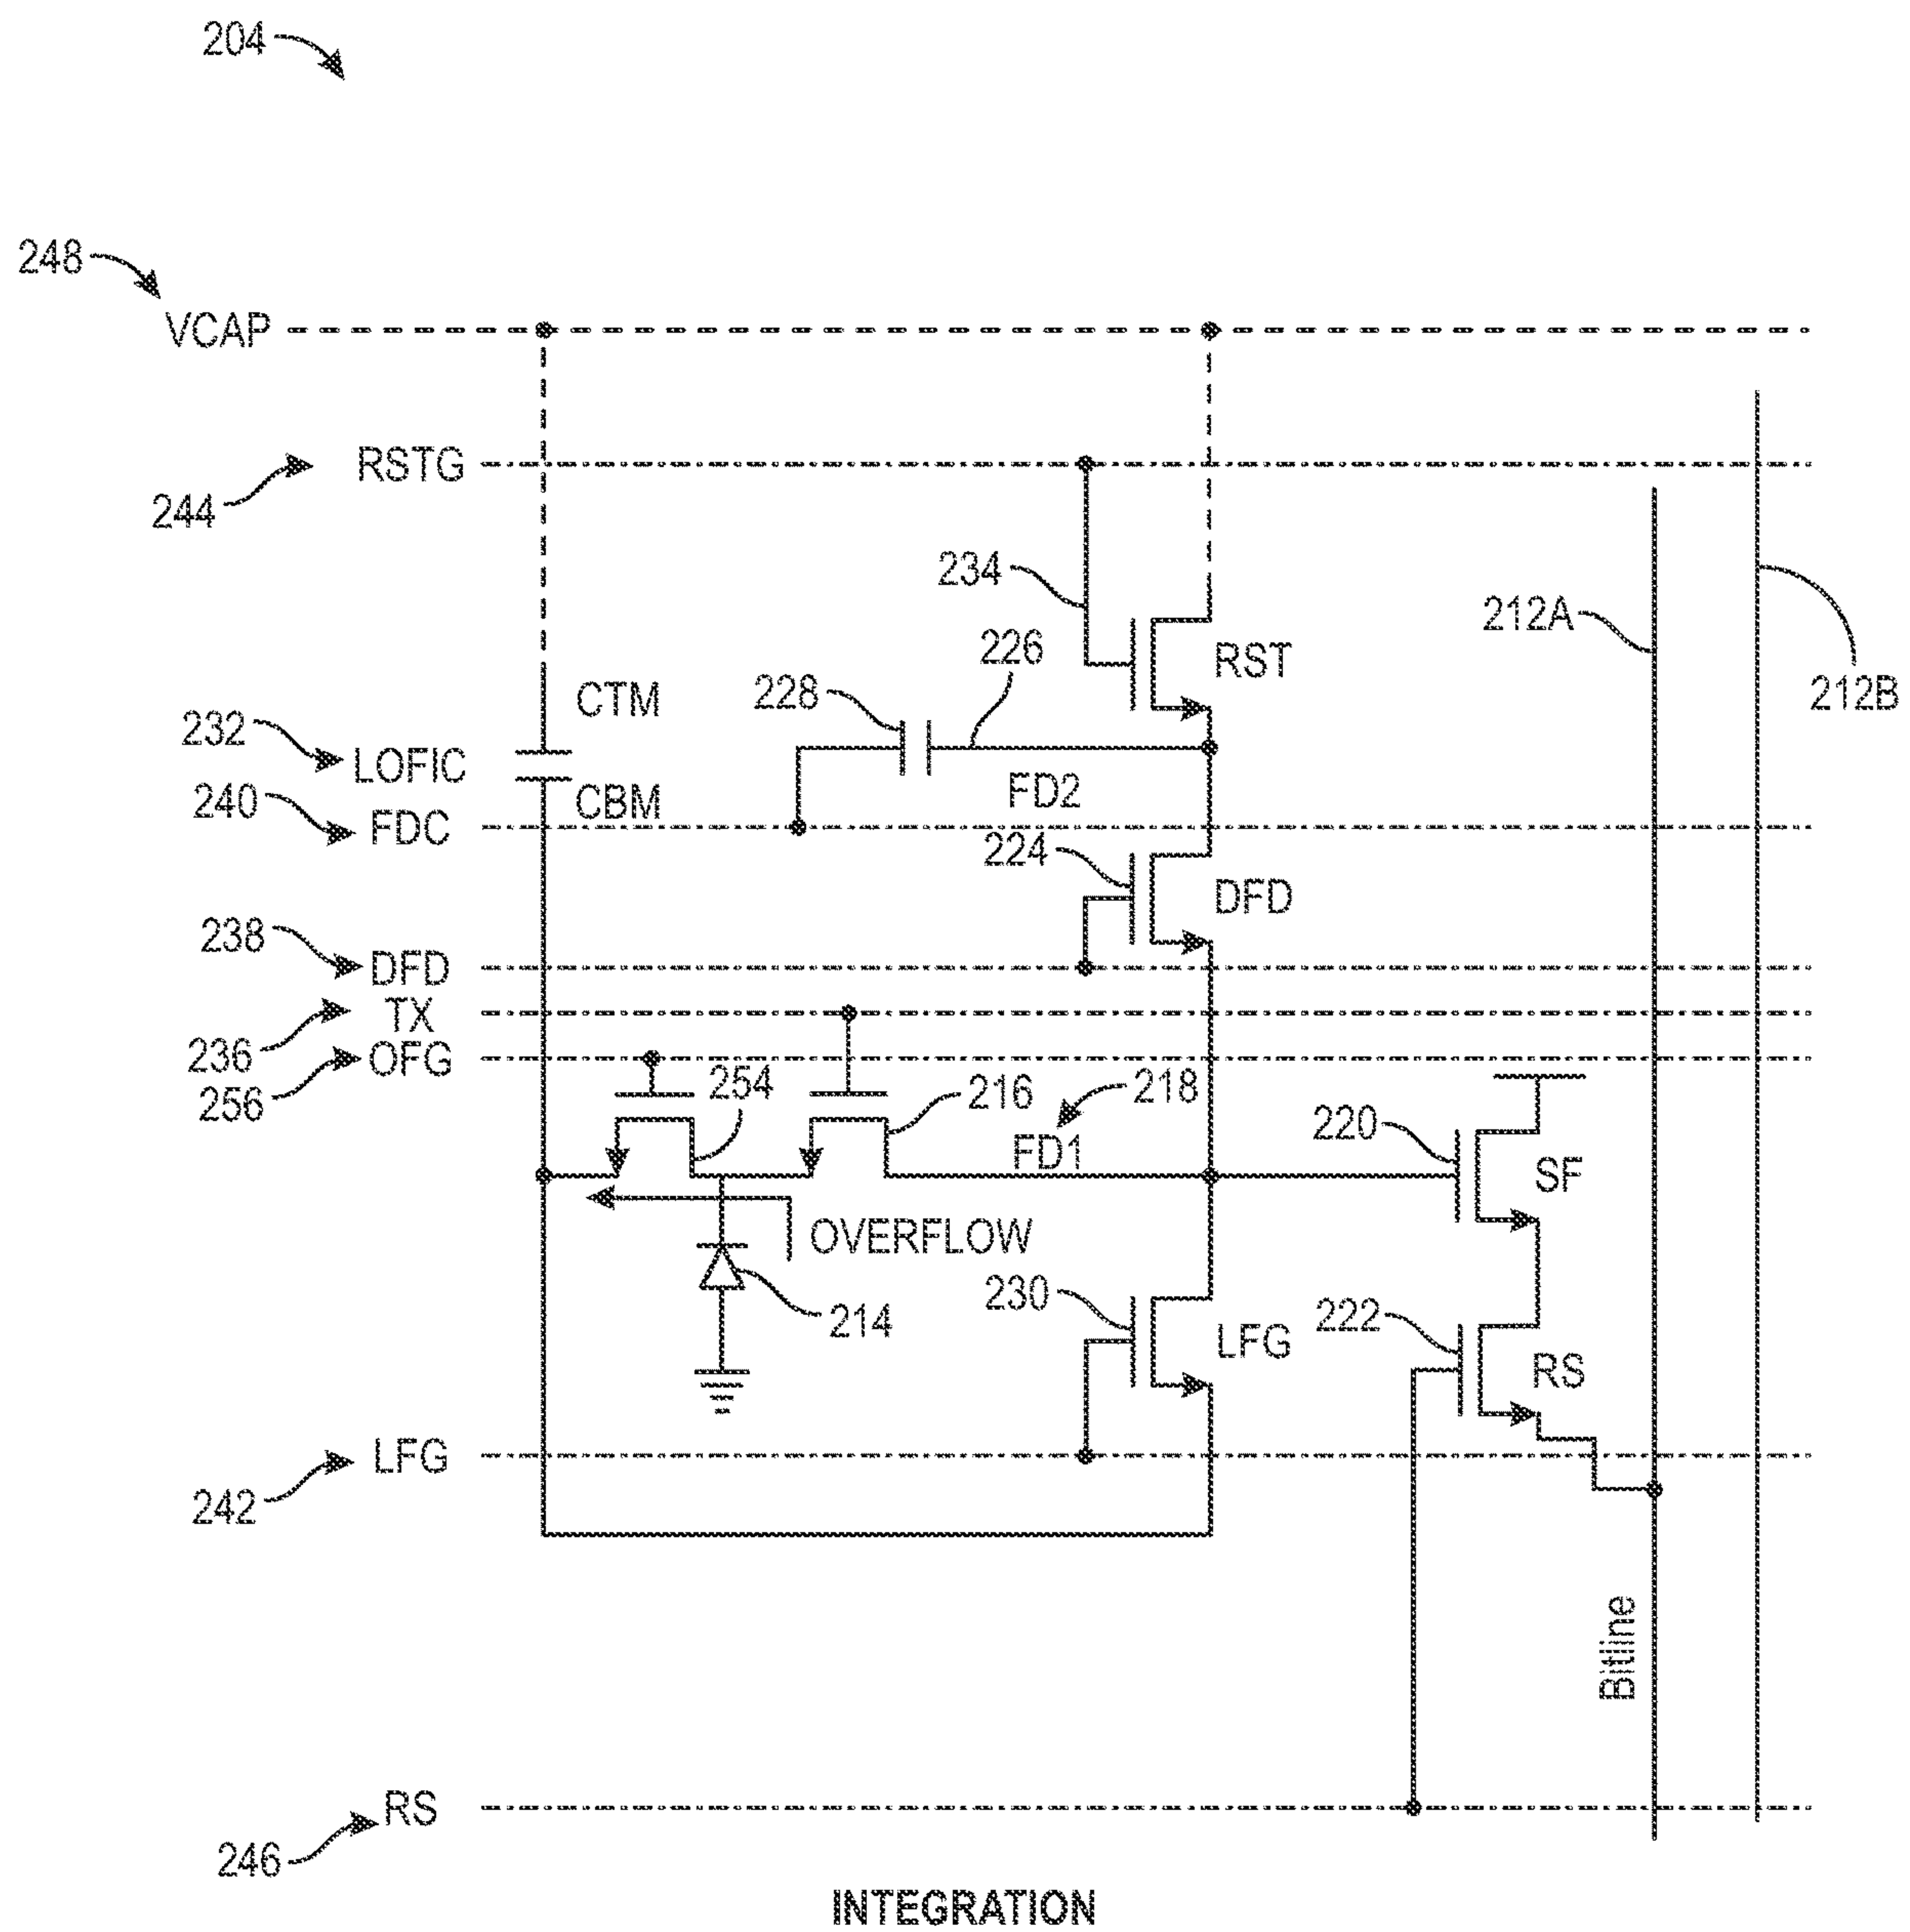 204
248
VCAP
RSTG
244
234
212A
226
RST
228
212B
CTM
232
LOFIC
FD2
240
CBM
FDC
224
DFD
238
DFD
TX
236
OFG
256
254
216
218
FD1
220
SF
OVERFLOW
230
214
222
LFG
RS
LFG
242
Bitline
RS
246
INTEGRATION